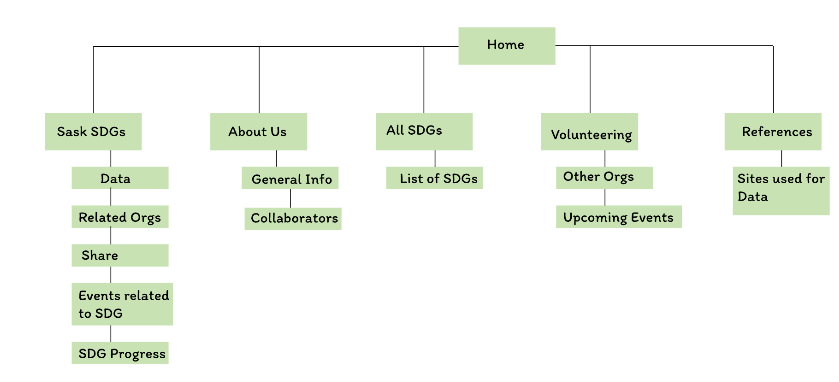 Home
Sask SDGs
About Us
All SDGs
Volunteering
References
Data
Related Orgs
Share
Events related
to SDG
SDG Progress
General Info
Collaborators
List of SDGs
Other Orgs
Upcoming Events
Sites used for
Data